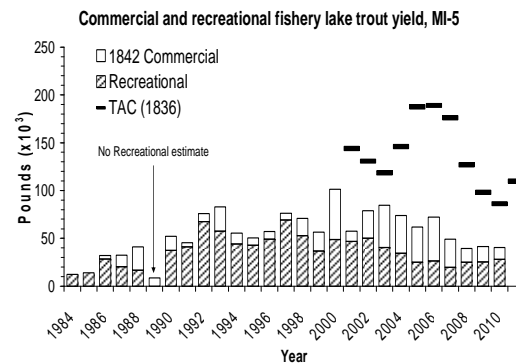 Commercial and recreational fishery lake trout yield, MI-5
250
200
150
100
50
0
Pounds (x10³)
1842 Commercial
Recreational
TAC (1836)
No Recreational estimate
1984
1986
1988
1990
1992
1994
1996
1998
2000
2002
2004
2006
2008
2010
Year